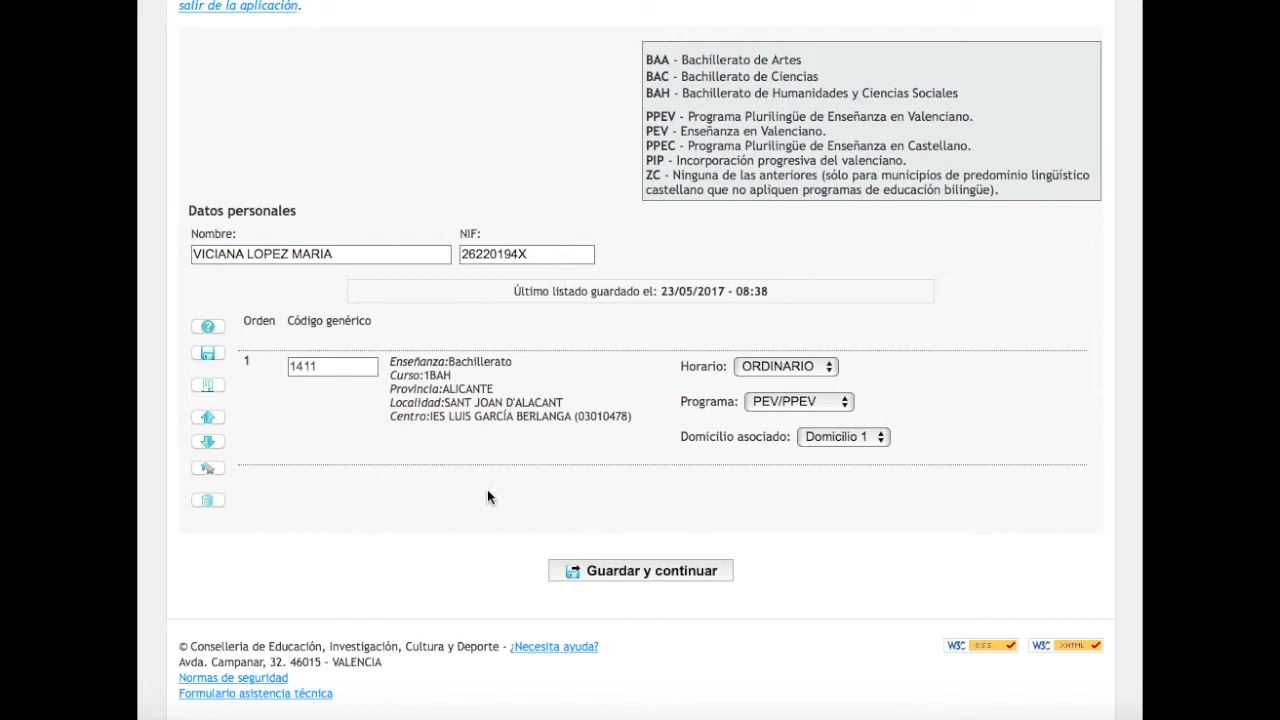 salir de la aplicación.
BAA - Bachillerato de Artes
BAC - Bachillerato de Ciencias
BAH - Bachillerato de Humanidades y Ciencias Sociales
PPEV - Programa Plurilingüe de Enseñanza en Valenciano.
PEV - Enseñanza en Valenciano.
PPEC - Programa Plurilingüe de Enseñanza en Castellano.
PIP - Incorporación progresiva del valenciano.
ZC - Ninguna de las anteriores (sólo para municipios de predominio lingüístico
castellano que no apliquen programas de educación bilingüe).
Datos personales
Nombre: NIF:
VICIANA LOPEZ MARIA 26220194X
Último listado guardado el: 23/05/2017 - 08:38
Orden Código genérico
1 1411
Enseñanza:Bachillerato
Curso:1BAH
Provincia:ALICANTE
Localidad:SANT JOAN D'ALACANT
Centro:IES LUIS GARCÍA BERLANGA (03010478)
Horario: ORDINARIO
Programa: PEV/PPEV
Domicilio asociado: Domicilio 1
Guardar y continuar
© Conselleria de Educación, Investigación, Cultura y Deporte - ¿Necesita ayuda?
Avda. Campanar, 32. 46015 - VALENCIA
Normas de seguridad
Formulario asistencia técnica
W3C CSS W3C XHTML